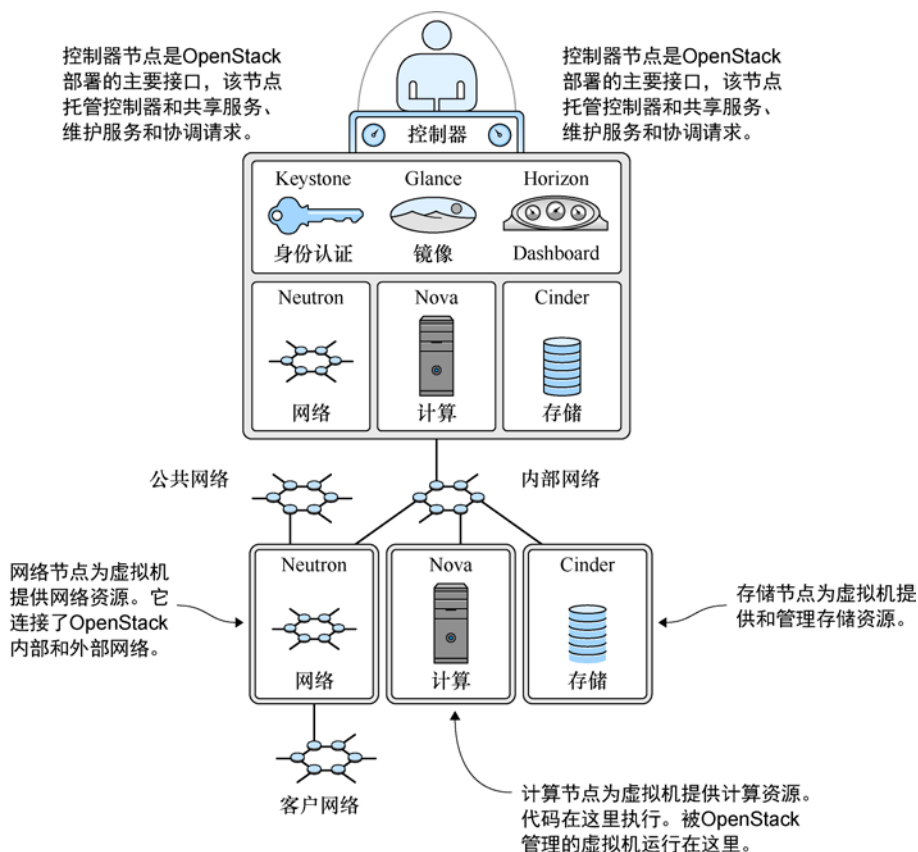 控制器节点是OpenStack
部署的主要接口，该节点
托管控制器和共享服务、
维护服务和协调请求。
控制器节点是OpenStack
部署的主要接口，该节点
托管控制器和共享服务、
维护服务和协调请求。
控制器
Keystone
Glance
Horizon
身份认证
镜像
Dashboard
Neutron
Nova
Cinder
网络
计算
存储
公共网络
内部网络
Neutron
Nova
Cinder
网络
计算
存储
网络节点为虚拟机
提供网络资源。它
连接了OpenStack
内部和外部网络。
存储节点为虚拟机提
供和管理存储资源。
客户网络
计算节点为虚拟机提供计算资源。
代码在这里执行。被OpenStack
管理的虚拟机运行在这里。